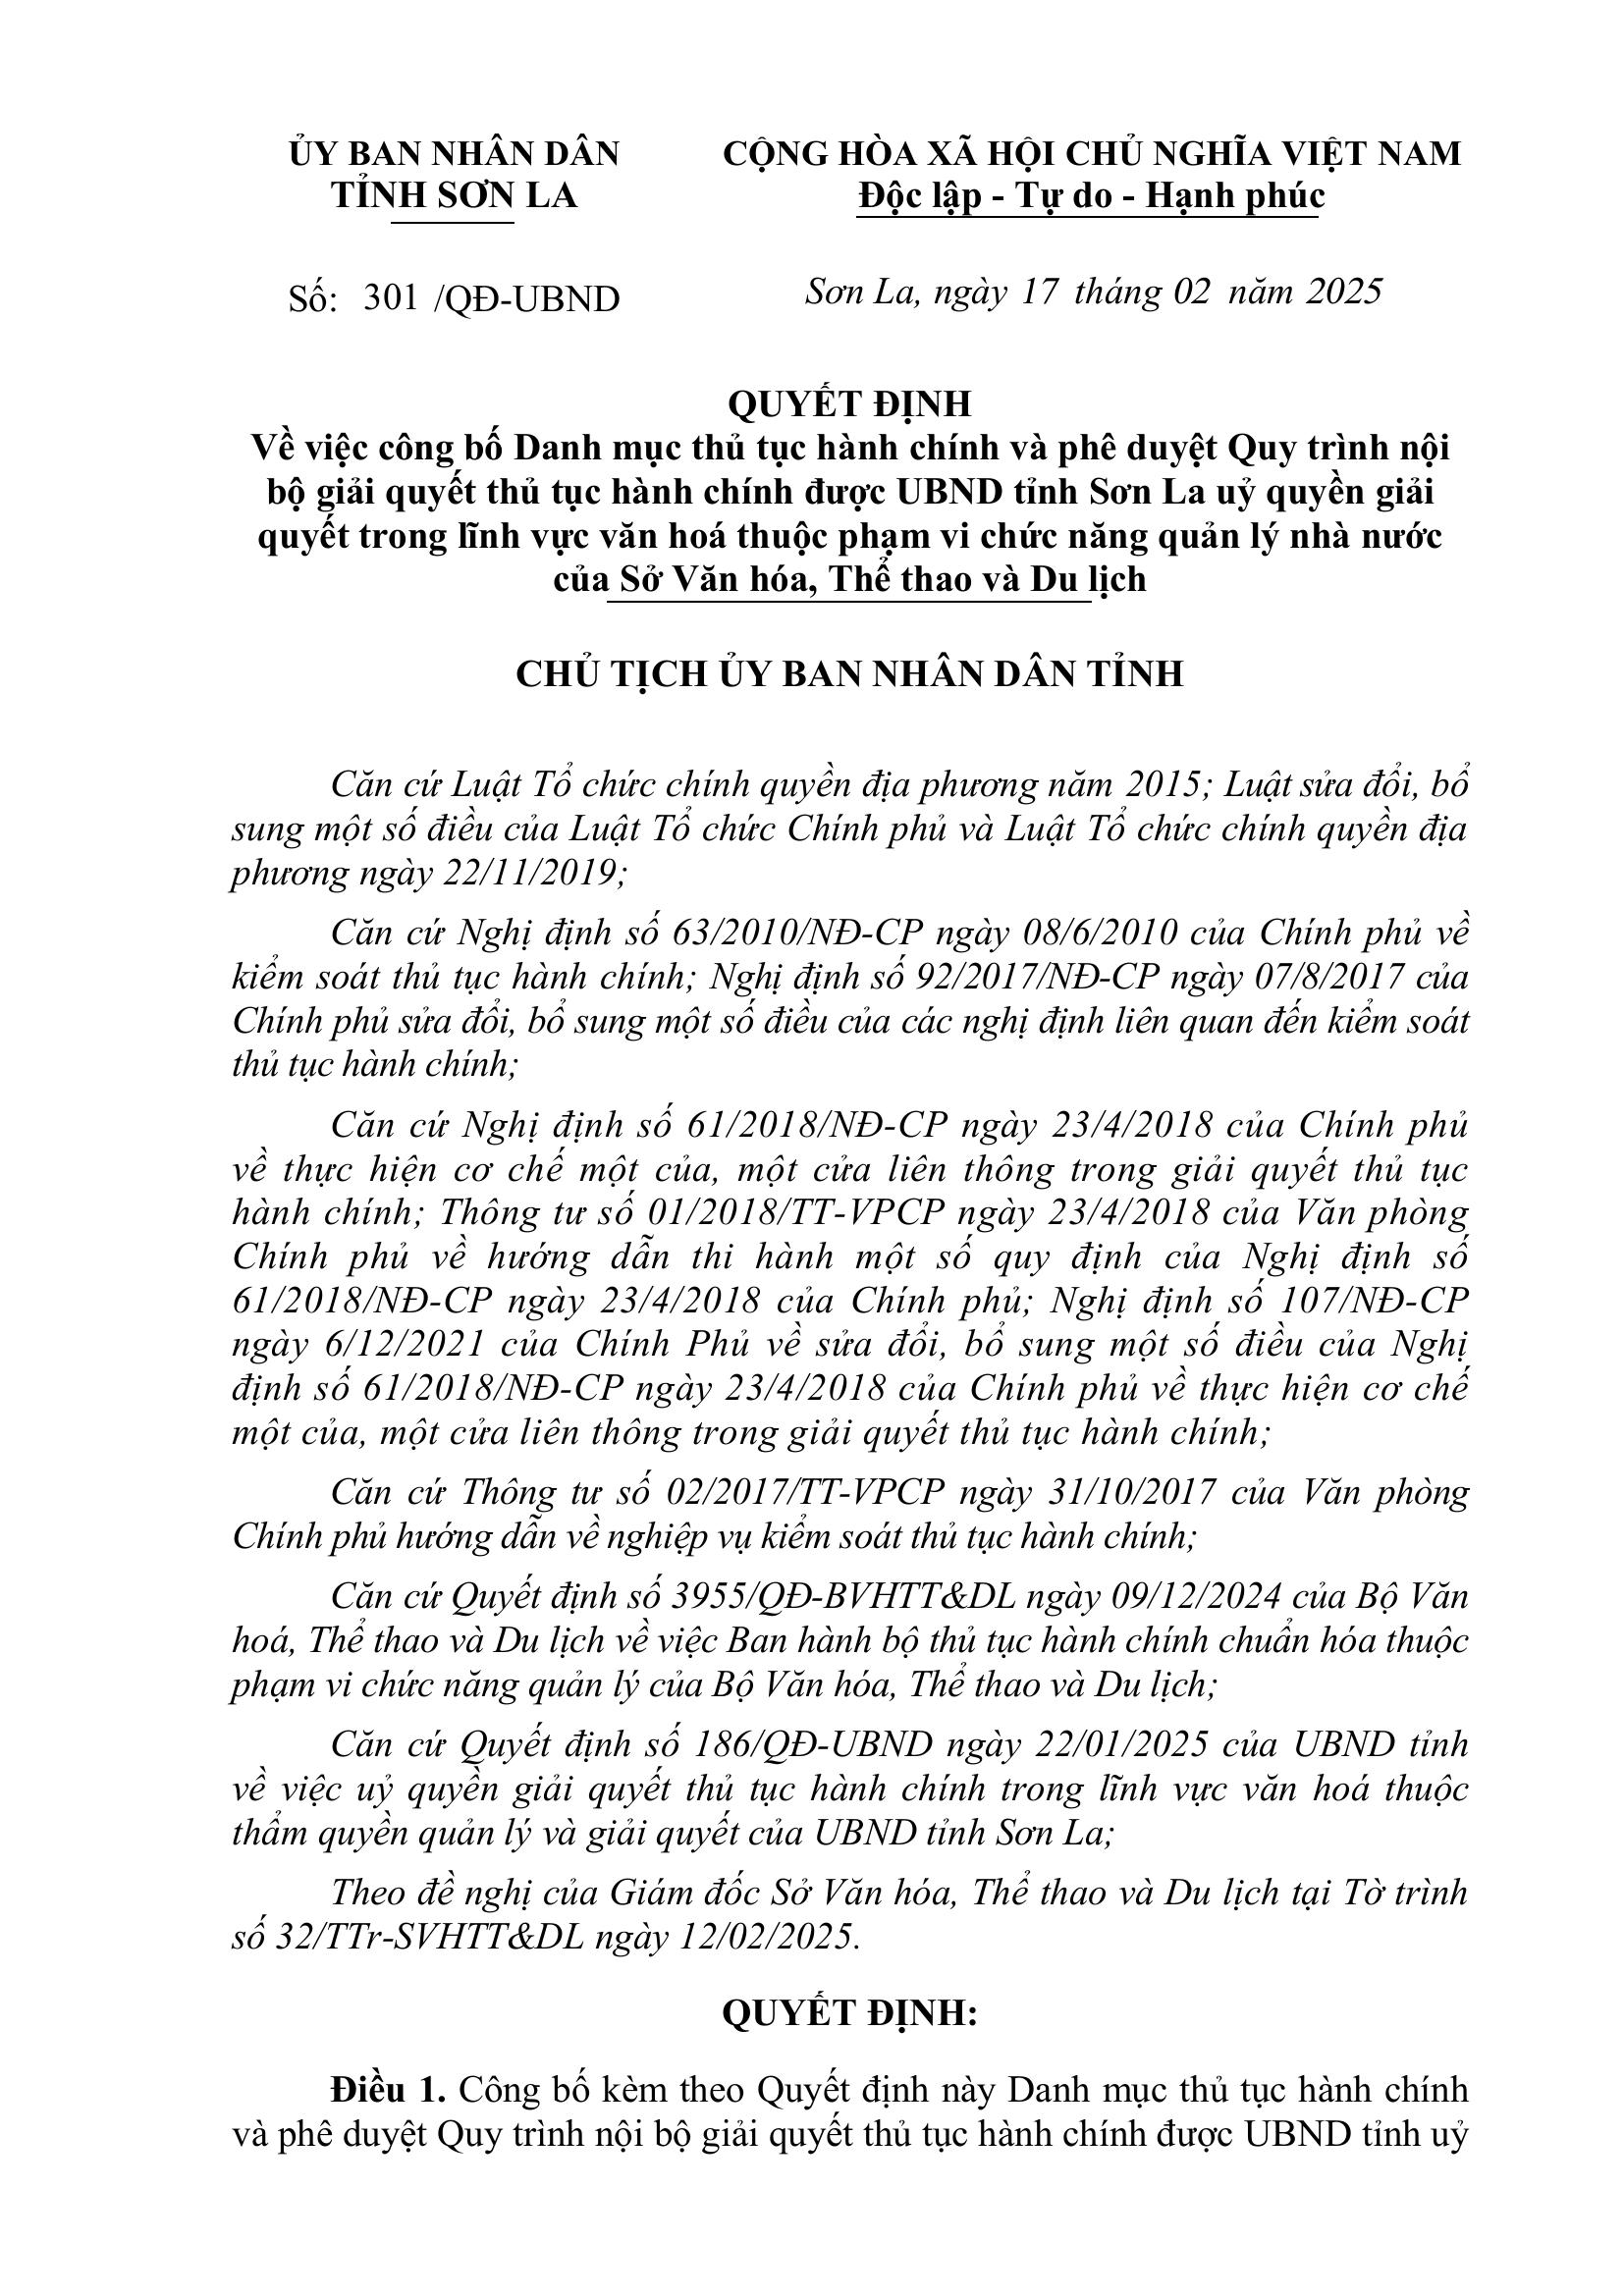 ỦY BAN NHÂN DÂN
TỈNH SƠN LA
CỘNG HÒA XÃ HỘI CHỦ NGHĨA VIỆT NAM
Độc lập - Tự do - Hạnh phúc
Số: 301 /QĐ-UBND
Sơn La, ngày 17 tháng 02 năm 2025
QUYẾT ĐỊNH
Về việc công bố Danh mục thủ tục hành chính và phê duyệt Quy trình nội
bộ giải quyết thủ tục hành chính được UBND tỉnh Sơn La uỷ quyền giải
quyết trong lĩnh vực văn hoá thuộc phạm vi chức năng quản lý nhà nước
của Sở Văn hóa, Thể thao và Du lịch
CHỦ TỊCH ỦY BAN NHÂN DÂN TỈNH
Căn cứ Luật Tổ chức chính quyền địa phương năm 2015; Luật sửa đổi, bổ
sung một số điều của Luật Tổ chức Chính phủ và Luật Tổ chức chính quyền địa
phương ngày 22/11/2019;
Căn cứ Nghị định số 63/2010/NĐ-CP ngày 08/6/2010 của Chính phủ về
kiểm soát thủ tục hành chính; Nghị định số 92/2017/NĐ-CP ngày 07/8/2017 của
Chính phủ sửa đổi, bổ sung một số điều của các nghị định liên quan đến kiểm soát
thủ tục hành chính;
Căn cứ Nghị định số 61/2018/NĐ-CP ngày 23/4/2018 của Chính phủ
về thực hiện cơ chế một của, một cửa liên thông trong giải quyết thủ tục
hành chính; Thông tư số 01/2018/TT-VPCP ngày 23/4/2018 của Văn phòng
Chính phủ về hướng dẫn thi hành một số quy định của Nghị định số
61/2018/NĐ-CP ngày 23/4/2018 của Chính phủ; Nghị định số 107/NĐ-CP
ngày 6/12/2021 của Chính Phủ về sửa đổi, bổ sung một số điều của Nghị
định số 61/2018/NĐ-CP ngày 23/4/2018 của Chính phủ về thực hiện cơ chế
một của, một cửa liên thông trong giải quyết thủ tục hành chính;
Căn cứ Thông tư số 02/2017/TT-VPCP ngày 31/10/2017 của Văn phòng
Chính phủ hướng dẫn về nghiệp vụ kiểm soát thủ tục hành chính;
Căn cứ Quyết định số 3955/QĐ-BVHTT&DL ngày 09/12/2024 của Bộ Văn
hoá, Thể thao và Du lịch về việc Ban hành bộ thủ tục hành chính chuẩn hóa thuộc
phạm vi chức năng quản lý của Bộ Văn hóa, Thể thao và Du lịch;
Căn cứ Quyết định số 186/QĐ-UBND ngày 22/01/2025 của UBND tỉnh
về việc uỷ quyền giải quyết thủ tục hành chính trong lĩnh vực văn hoá thuộc
thẩm quyền quản lý và giải quyết của UBND tỉnh Sơn La;
Theo đề nghị của Giám đốc Sở Văn hóa, Thể thao và Du lịch tại Tờ trình
số 32/TTr-SVHTT&DL ngày 12/02/2025.
QUYẾT ĐỊNH:
Điều 1. Công bố kèm theo Quyết định này Danh mục thủ tục hành chính
và phê duyệt Quy trình nội bộ giải quyết thủ tục hành chính được UBND tỉnh uỷ